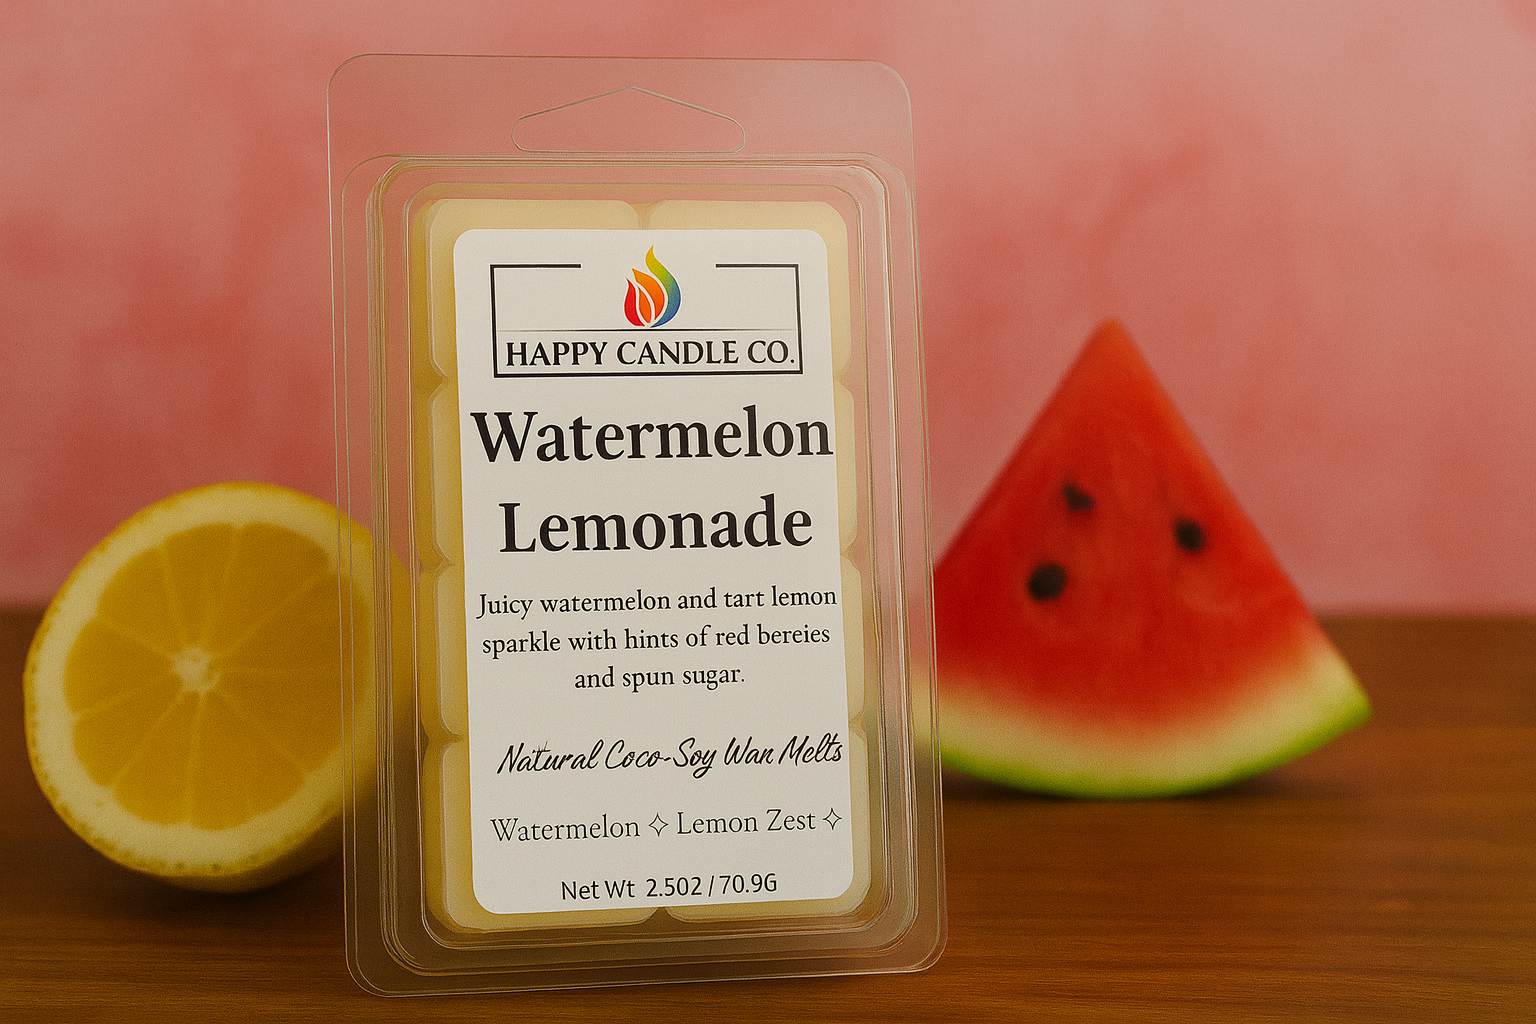 HAPPY CANDLE CO.
Watermelon
Lemonade
Juicy watermelon and tart lemon
sparkle with hints of red bereies
and spun sugar.
Natural Coco-Soy Wan Melts
Watermelon ✧ Lemon Zest ✧
Net Wt 2.502 / 70.9G